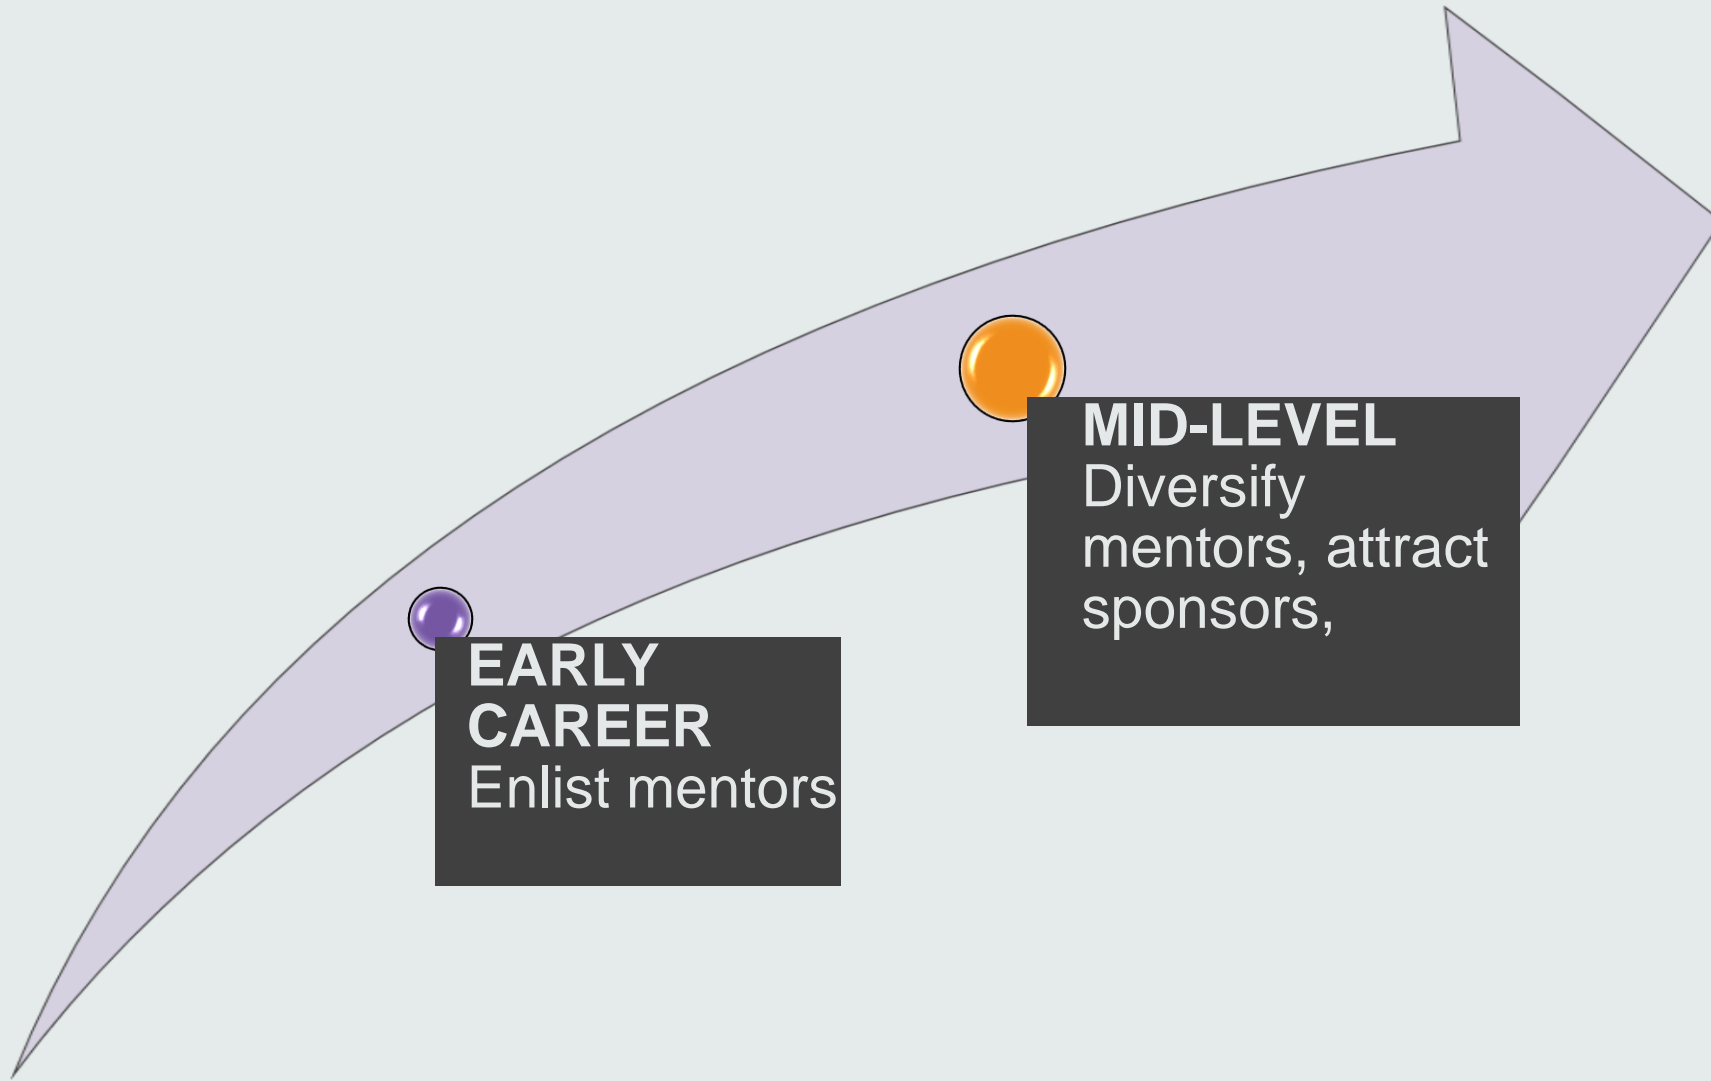 EARLY
CAREER
Enlist mentors
MID-LEVEL
Diversify
mentors, attract
sponsors,